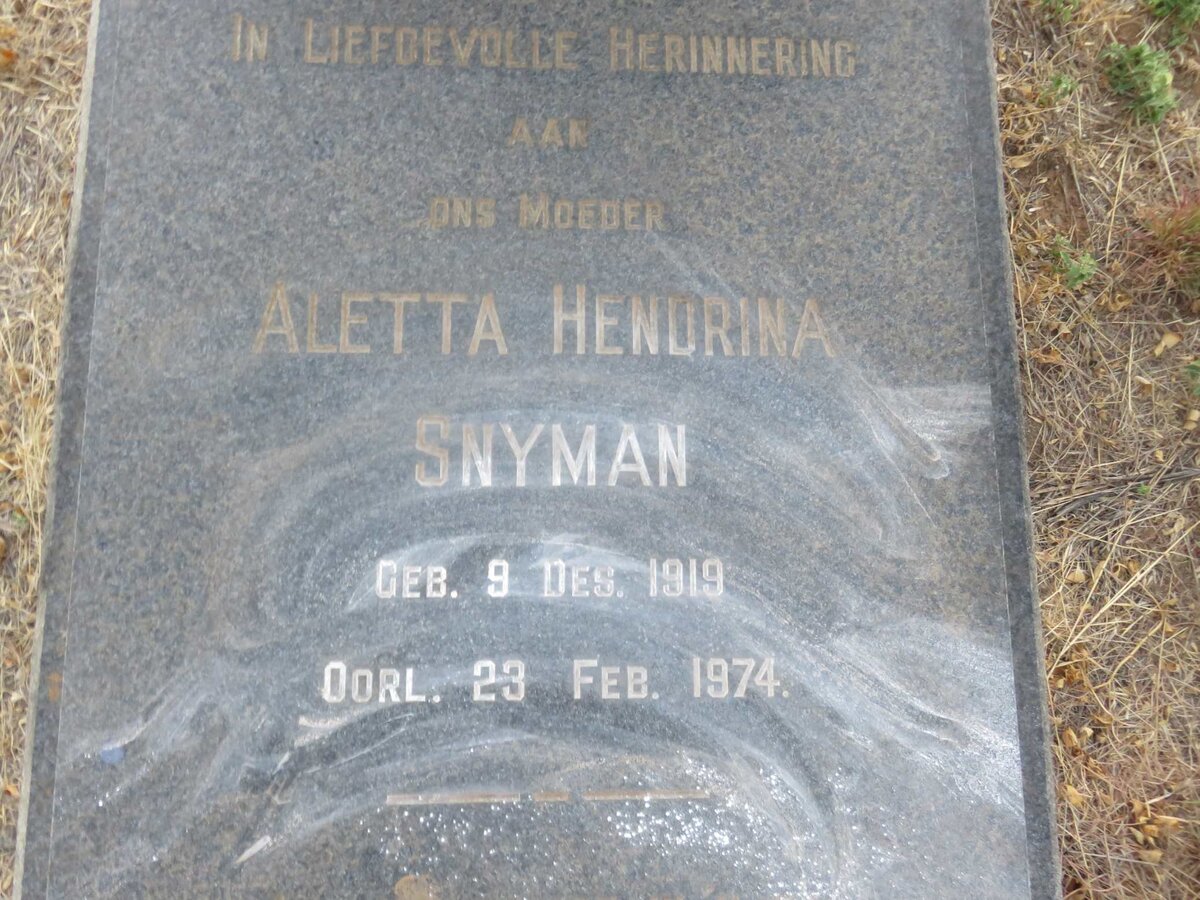 IN LIEFDEVOLLE HERINNERING
AAN
ONS MOEDER
ALETTA HENDRINA
SNYMAN
GEB. 9 DES. 1919
OORL. 23 FEB. 1974.